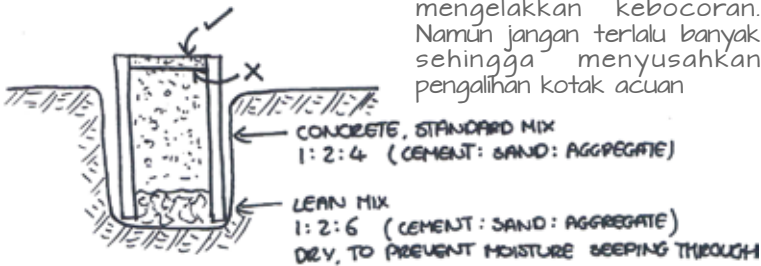 mengelakkan kebocoran.
Namun jangan terlalu banyak
sehingga menyusahkan
pengalihan kotak acuan
X
CONCRETE, STANDARD MIX
1:2:4 (CEMENT: SAND: AGGREGATE)
LEAN MIX
1:2:6 (CEMENT: SAND: AGGREGATE)
DRY, TO PREVENT MOISTURE SEEPING THROUGH